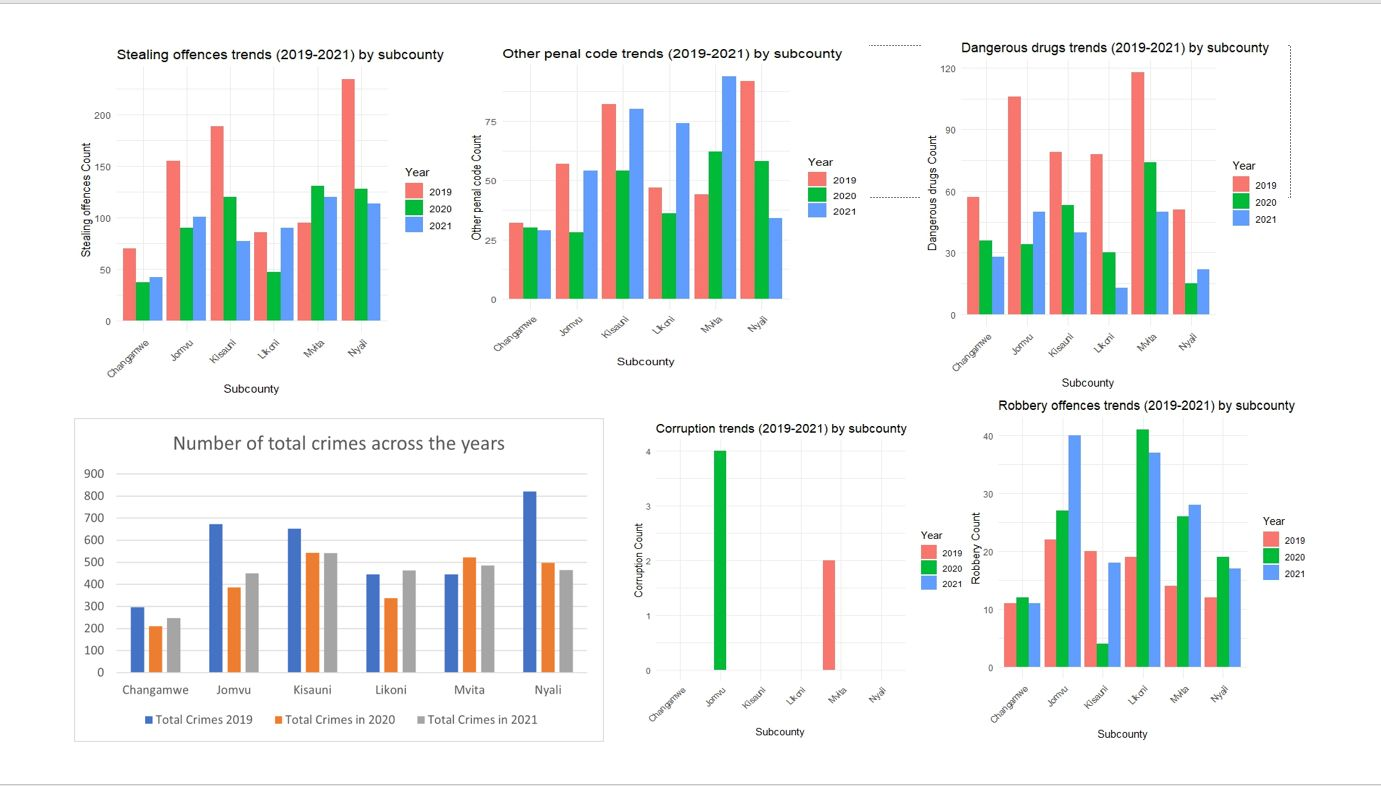 Stealing offences trends (2019-2021) by subcounty
Stealing offences Count
200
150
100
50
0
Changamwe
Jomvu
Kisauni
Likoni
Mvita
Nyali
Subcounty
Year
2019
2020
2021
Other penal code trends (2019-2021) by subcounty
Other penal code Count
75
50
25
0
Changamwe
Jomvu
Kisauni
Likoni
Mvita
Nyali
Subcounty
Year
2019
2020
2021
Dangerous drugs trends (2019-2021) by subcounty
Dangerous drugs Count
120
90
60
30
0
Changamwe
Jomvu
Kisauni
Likoni
Mvita
Nyali
Subcounty
Year
2019
2020
2021
Number of total crimes across the years
900
800
700
600
500
400
300
200
100
0
Changamwe
Jomvu
Kisauni
Likoni
Mvita
Nyali
Total Crimes 2019
Total Crimes in 2020
Total Crimes in 2021
Corruption trends (2019-2021) by subcounty
Corruption Count
4
3
2
1
0
Changamwe
Jomvu
Kisauni
Likoni
Mvita
Nyali
Subcounty
Year
2019
2020
2021
Robbery offences trends (2019-2021) by subcounty
Robbery Count
40
30
20
10
0
Changamwe
Jomvu
Kisauni
Likoni
Mvita
Nyali
Subcounty
Year
2019
2020
2021